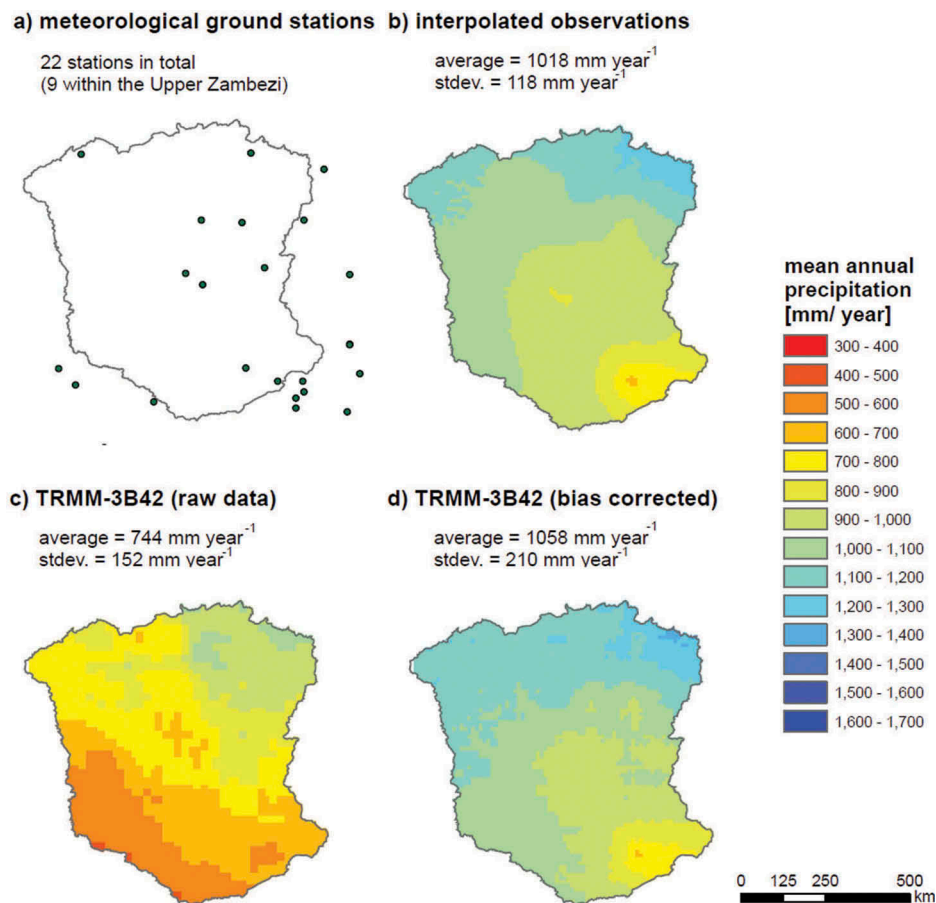 a) meteorological ground stations
22 stations in total
(9 within the Upper Zambezi)
b) interpolated observations
average = 1018 mm year-1
stdev. = 118 mm year-1
mean annual
precipitation
[mm/ year]
300 - 400
400 - 500
500 - 600
600 - 700
700 - 800
800 - 900
900 - 1,000
1,000 - 1,100
1,100 - 1,200
1,200 - 1,300
1,300 - 1,400
1,400 - 1,500
1,500 - 1,600
1,600 - 1,700
c) TRMM-3B42 (raw data)
average = 744 mm year-1
stdev. = 152 mm year-1
d) TRMM-3B42 (bias corrected)
average = 1058 mm year-1
stdev. = 210 mm year-1
0 125 250 500
km